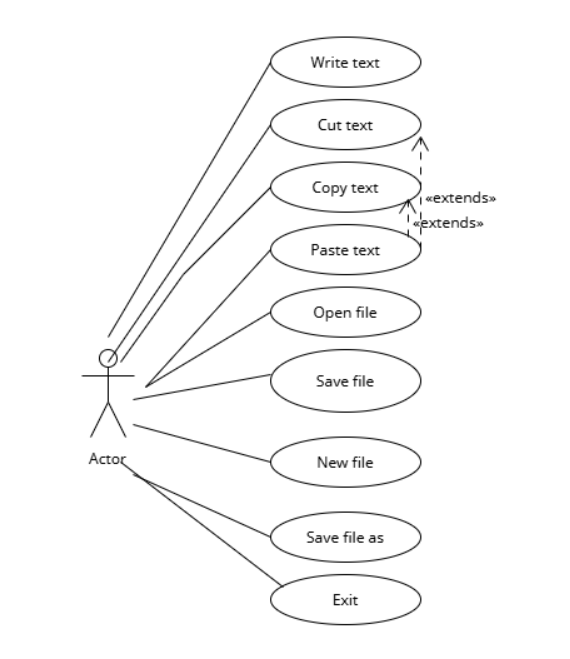 Write text
Cut text
Copy text
«extends»
«extends»
Paste text
Open file
Save file
New file
Actor
Save file as
Exit